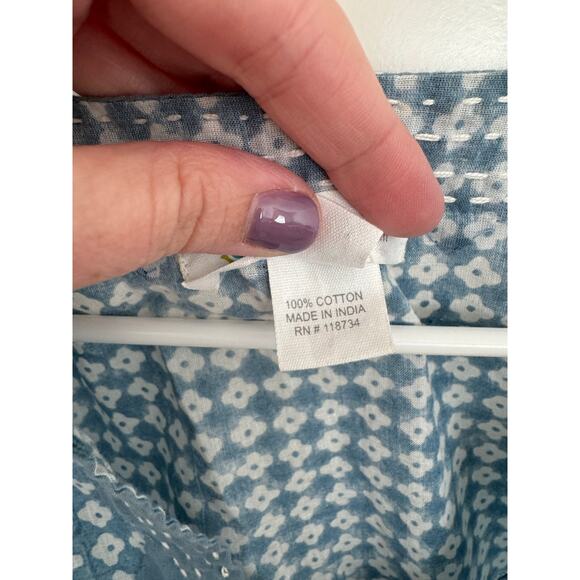 100% COTTON
MADE IN INDIA
RN # 118734